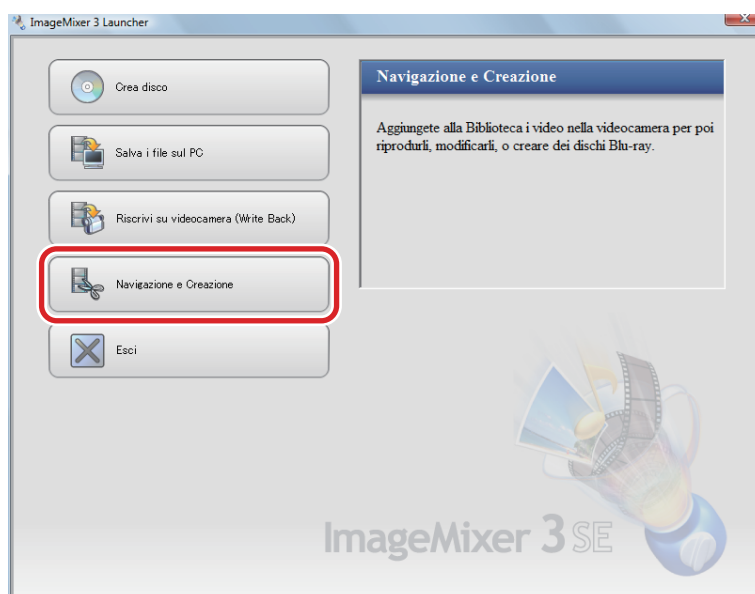 ImageMixer 3 Launcher
Crea disco
Salva i file sul PC
Riscrivi su videocamera (Write Back)
Navigazione e Creazione
Esci
Navigazione e Creazione
Aggiungete alla Biblioteca i video nella videocamera per poi
riprodurli, modificarli, o creare dei dischi Blu-ray.
ImageMixer 3 SE